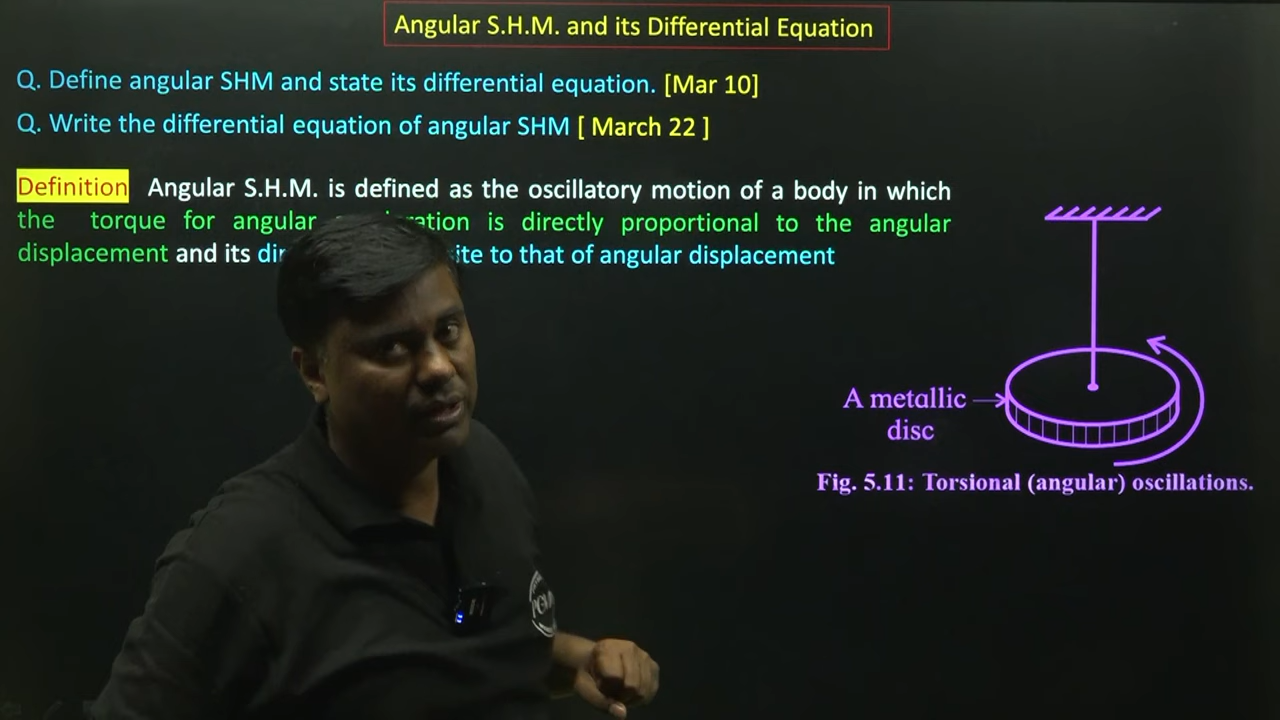 Angular S.H.M. and its Differential Equation
Q. Define angular SHM and state its differential equation. [Mar 10]
Q. Write the differential equation of angular SHM [ March 22 ]
Definition Angular S.H.M. is defined as the oscillatory motion of a body in which
the torque for angular is directly proportional to the angular
displacement and its to that of angular displacement
A metallic
disc
Fig. 5.11: Torsional (angular) oscillations.